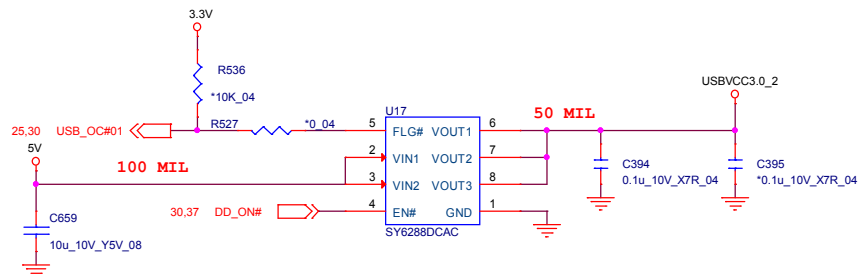 3.3V
R536
*10K_04
USBVCC3.0_2
U17
50 MIL
25,30 USB_OC#01
R527 *0_04
5 FLG# VOUT1 6
5V
100 MIL
2 VIN1 VOUT2 7
3 VIN2 VOUT3 8
C394
0.1u_10V_X7R_04
C395
*0.1u_10V_X7R_04
30,37 DD_ON#
4 EN# GND 1
SY6288DCAC
C659
10u_10V_Y5V_08